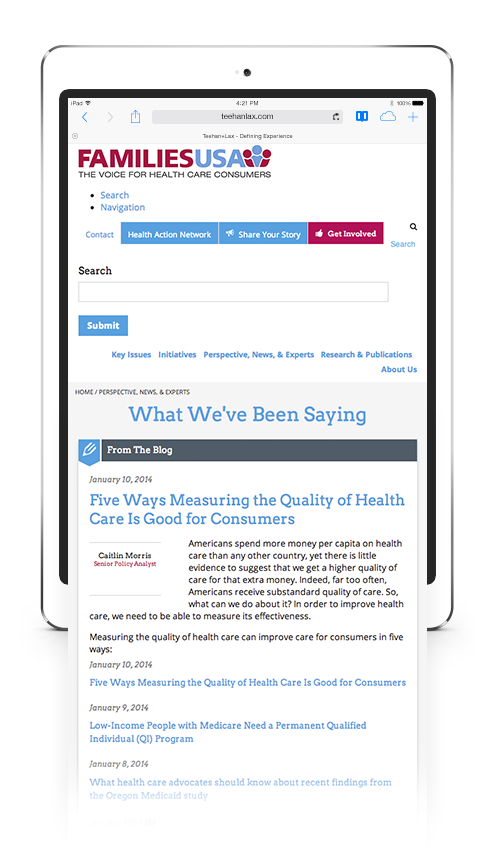 iPad 4:21 PM 100%
teehanlax.com
Teehan+Lax - Defining Experience
FAMILIESUSA
THE VOICE FOR HEALTH CARE CONSUMERS
Search
Navigation
Contact Health Action Network Share Your Story Get Involved Search
Search
Submit
Key Issues Initiatives Perspective, News, & Experts Research & Publications
About Us
HOME / PERSPECTIVE, NEWS, & EXPERTS
What We've Been Saying
From The Blog
January 10, 2014
Five Ways Measuring the Quality of Health
Care Is Good for Consumers
Caitlin Morris
Senior Policy Analyst
Americans spend more money per capita on health
care than any other country, yet there is little
evidence to suggest that we get a higher quality of
care for that extra money. Indeed, far too often,
Americans receive substandard quality of care. So,
what can we do about it? In order to improve health
care, we need to be able to measure its effectiveness.
Measuring the quality of health care can improve care for consumers in five
ways:
January 10, 2014
Five Ways Measuring the Quality of Health Care Is Good for Consumers
January 9, 2014
Low-Income People with Medicare Need a Permanent Qualified
Individual (QI) Program
January 8, 2014
What health care advocates should know about recent findings from
the Oregon Medicaid study